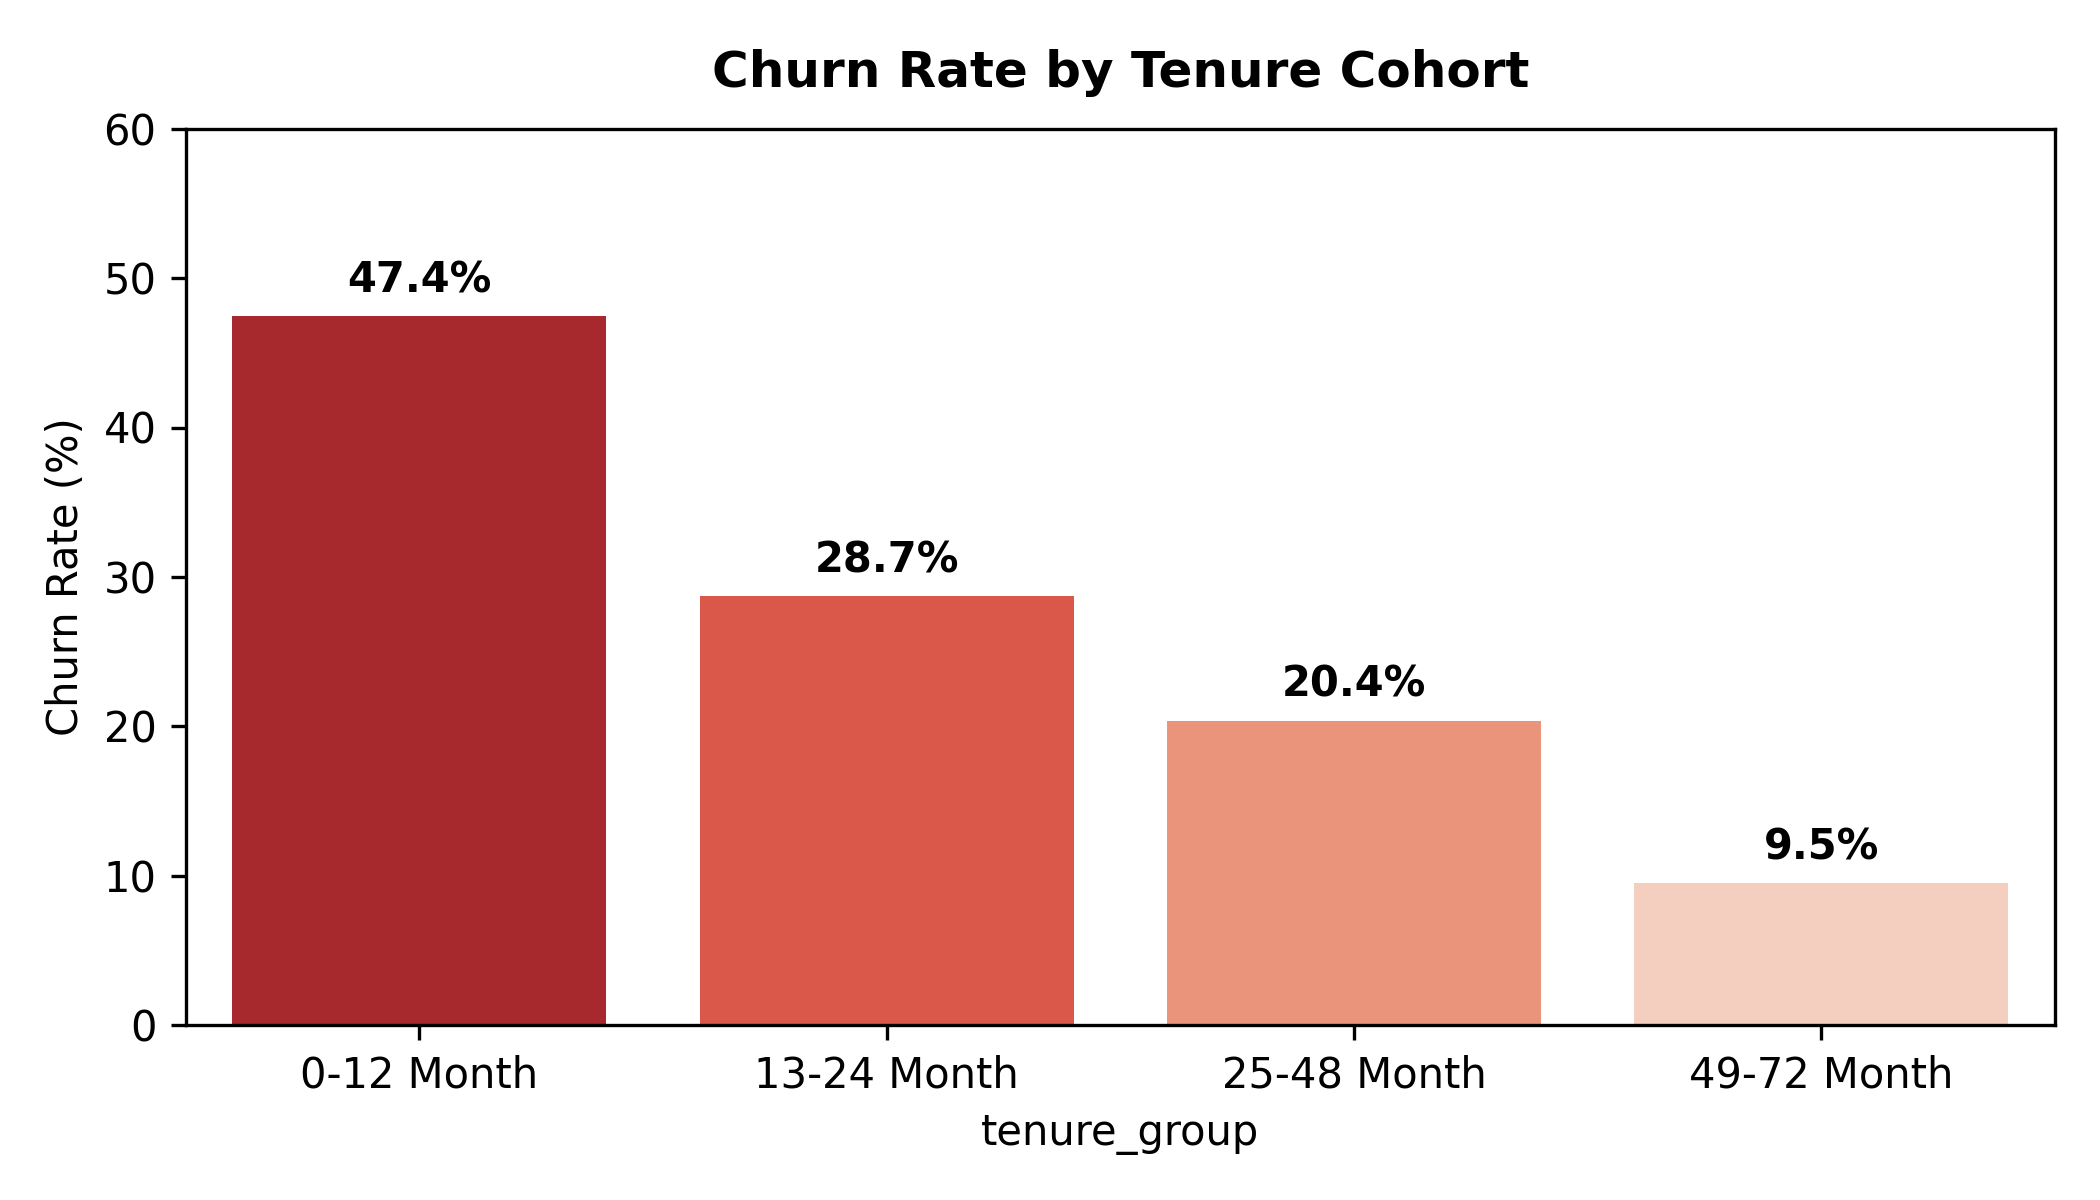 Churn Rate by Tenure Cohort
60
50
40
30
20
10
0
Churn Rate (%)
47.4%
28.7%
20.4%
9.5%
0-12 Month
13-24 Month
25-48 Month
49-72 Month
tenure_group